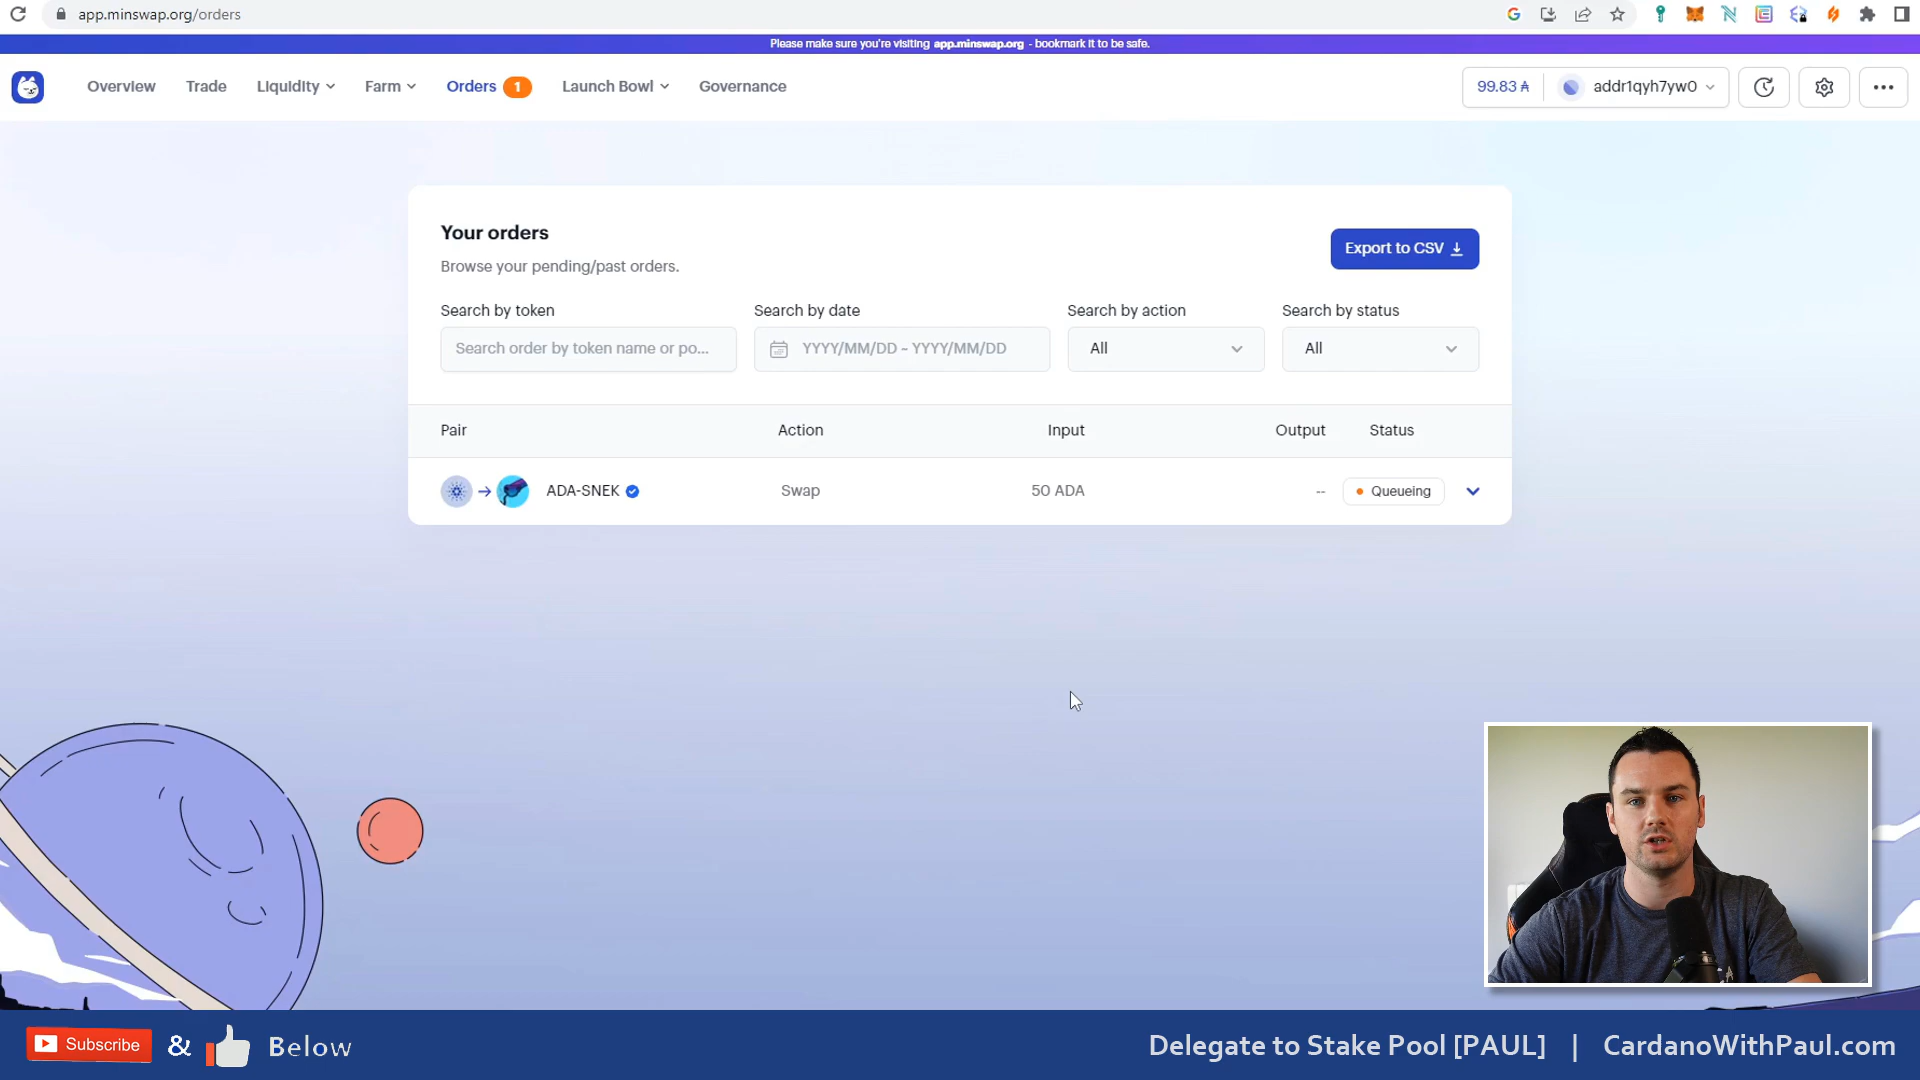 app.minswap.org/orders
Please make sure you're visiting app.minswap.org - bookmark it to be safe.
Overview
Trade
Liquidity
Farm
Orders 1
Launch Bowl
Governance
99.83 ₳
addr1qyh7yw0
Your orders
Browse your pending/past orders.
Export to CSV
Search by token
Search by date
Search by action
Search by status
Search order by token name or po...
YYYY/MM/DD - YYYY/MM/DD
All
All
Pair
Action
Input
Output
Status
ADA-SNEK
Swap
50 ADA
--
Queueing
Subscribe & Below
Delegate to Stake Pool [PAUL] | CardanoWithPaul.com